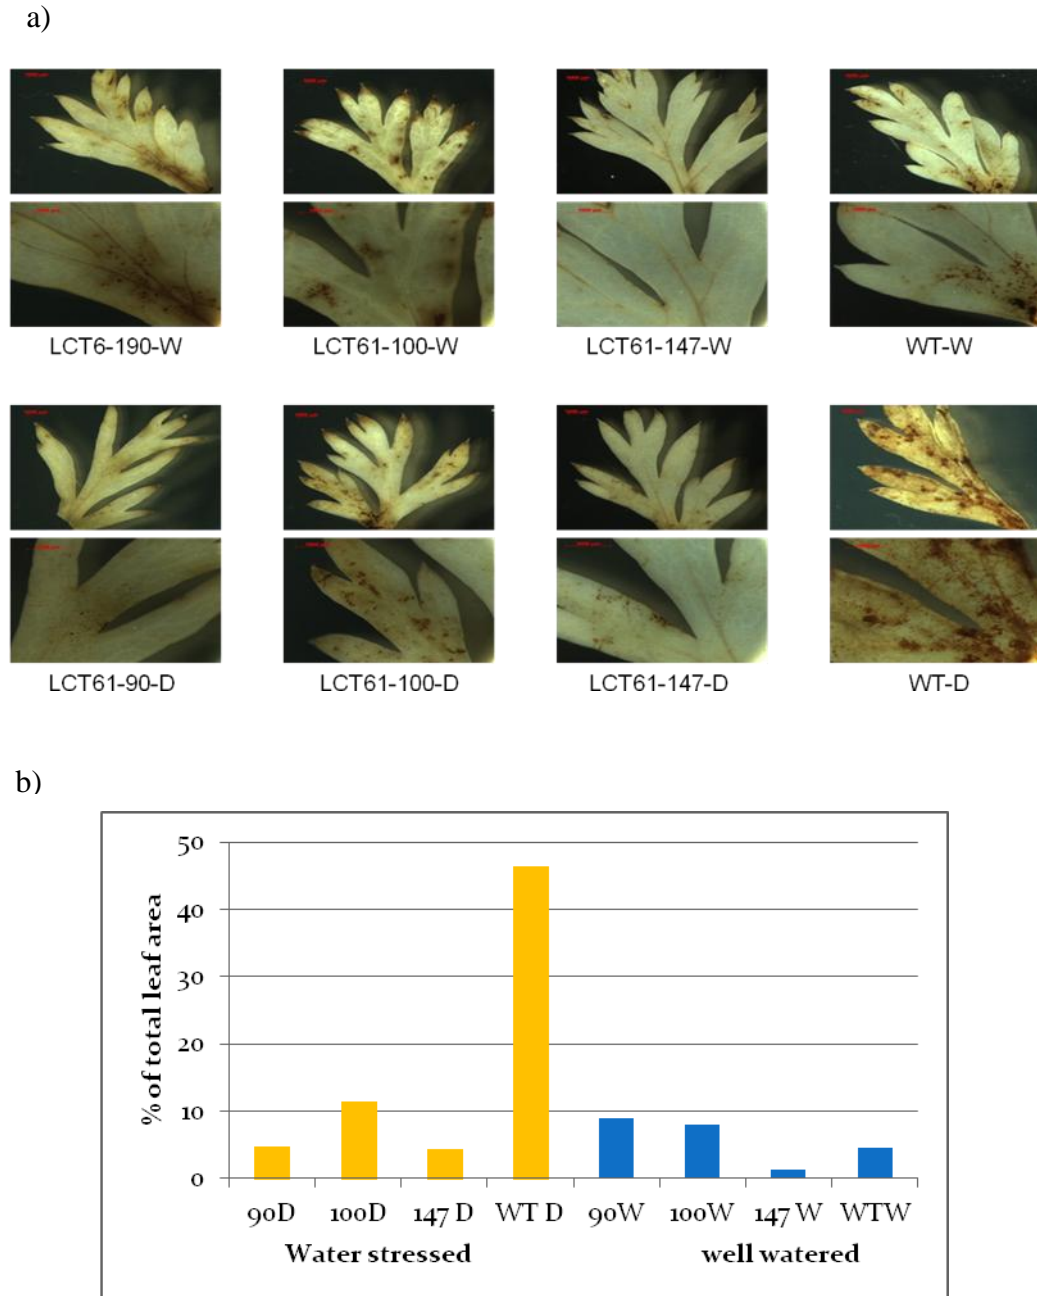 a)
LCT6-190-W LCT61-100-W LCT61-147-W WT-W
LCT61-90-D LCT61-100-D LCT61-147-D WT-D
b)
% of total leaf area
50
40
30
20
10
0
90D 100D 147 D WT D 90W 100W 147 W WTW
Water stressed well watered